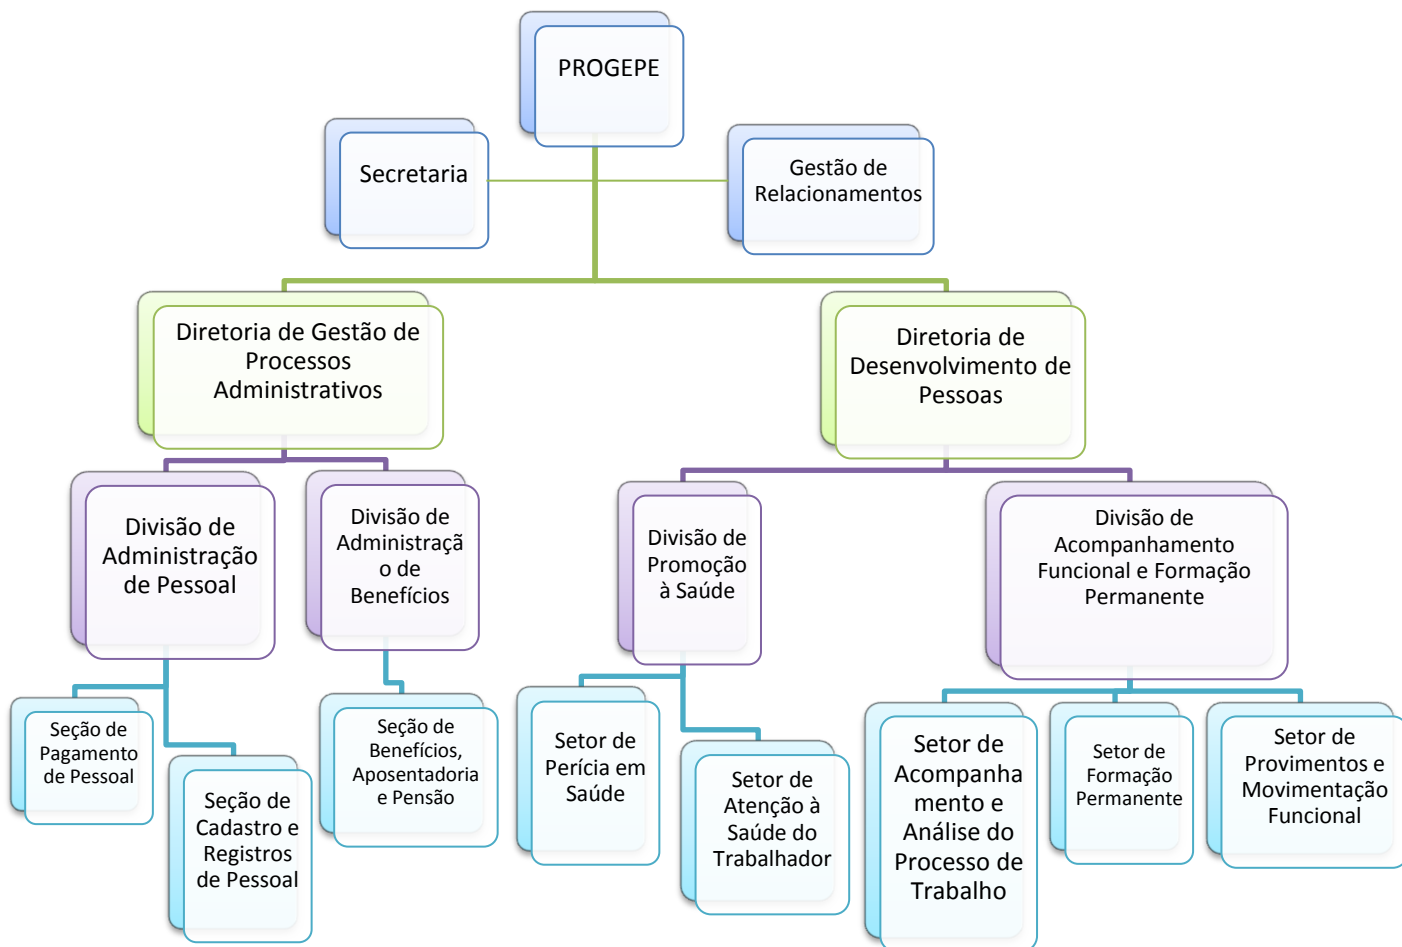 PROGEPE
Secretaria
Gestão de
Relacionamentos
Diretoria de Gestão de
Processos
Administrativos
Diretoria de
Desenvolvimento de
Pessoas
Divisão de
Administração
de Pessoal
Divisão de
Administraçã
o de
Benefícios
Divisão de
Promoção
à Saúde
Divisão de
Acompanhamento
Funcional e Formação
Permanente
Seção de
Pagamento
de Pessoal
Seção de
Cadastro e
Registros
de Pessoal
Seção de
Benefícios,
Aposentadoria
e Pensão
Setor de
Perícia em
Saúde
Setor de
Atenção à
Saúde do
Trabalhador
Setor de
Acompanha
mento e
Análise do
Processo de
Trabalho
Setor de
Formação
Permanente
Setor de
Provimentos e
Movimentação
Funcional